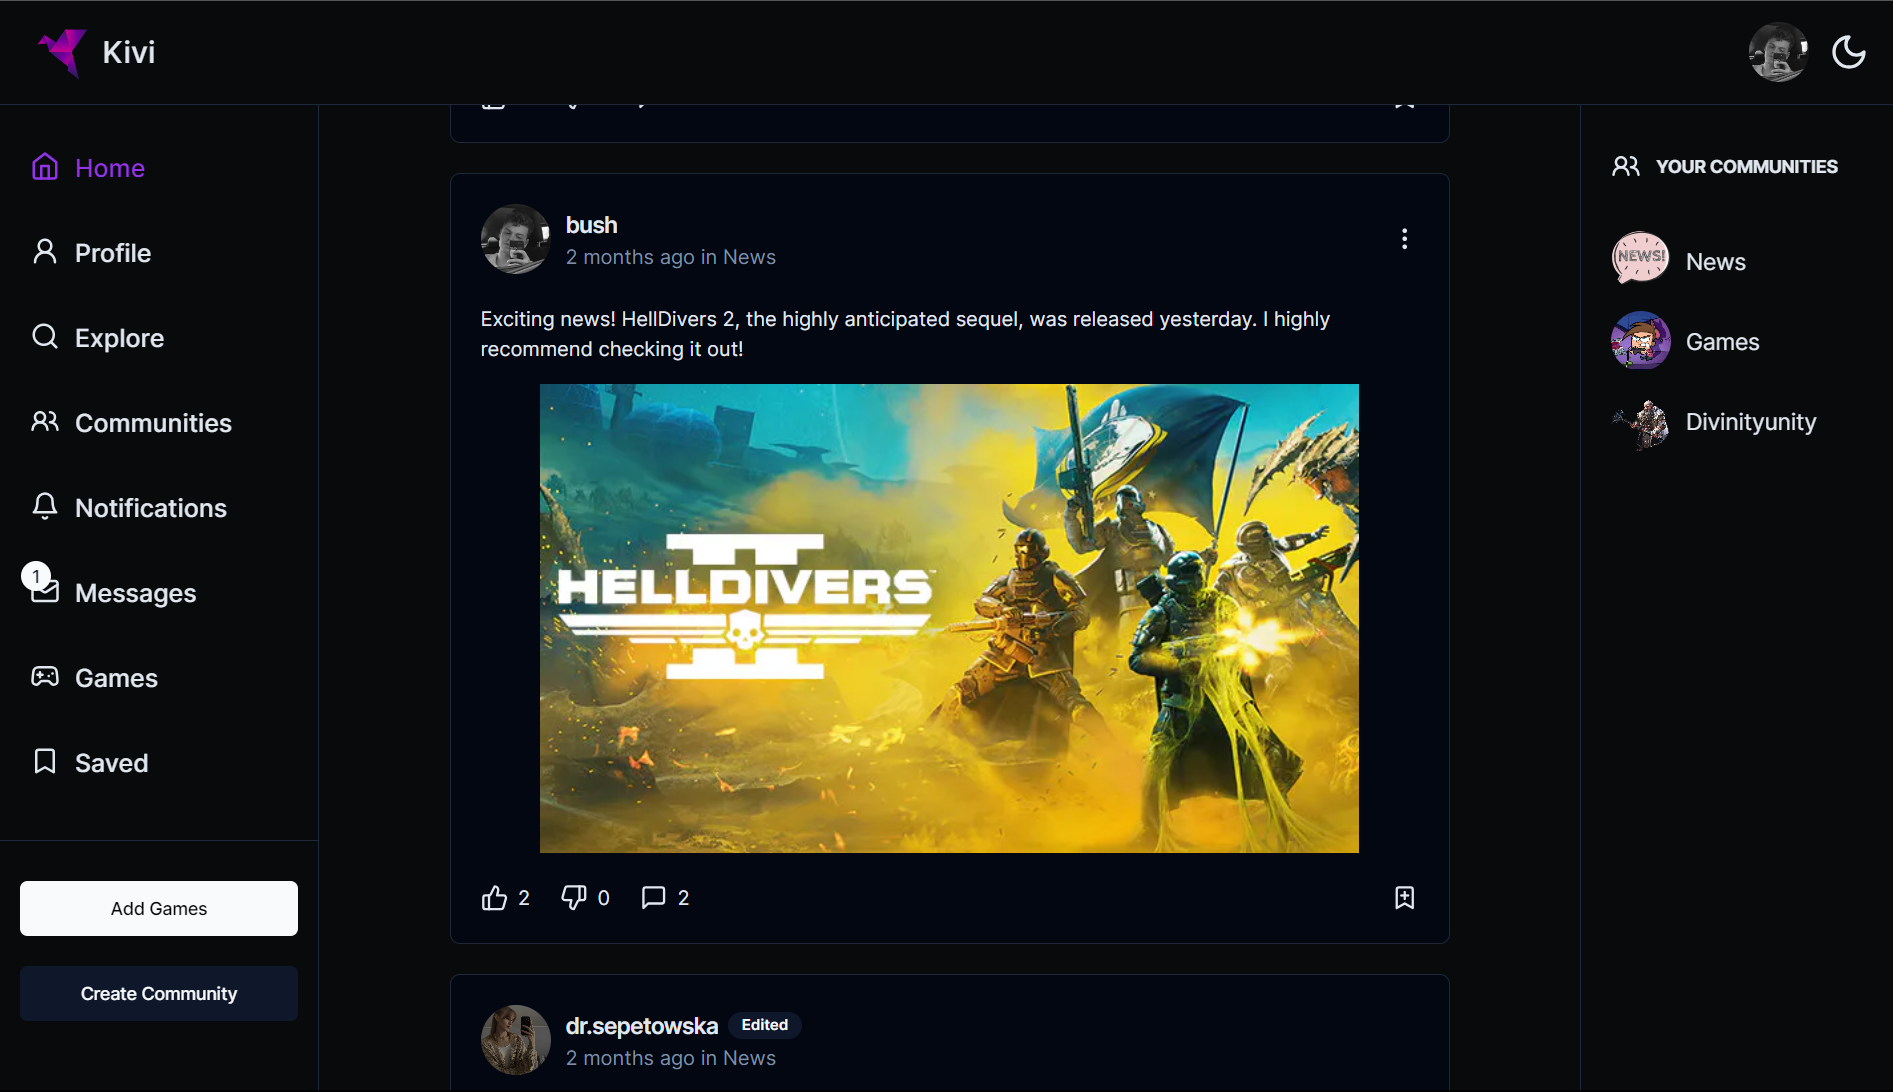 Kivi
Home
Profile
Explore
Communities
Notifications
1
Messages
Games
Saved
Add Games
Create Community
bush
2 months ago in News
Exciting news! HellDivers 2, the highly anticipated sequel, was released yesterday. I highly
recommend checking it out!
HELLDIVERS™
II
2
0
2
dr.sepetowska
Edited
2 months ago in News
YOUR COMMUNITIES
NEWS!
News
Games
Divinityunity